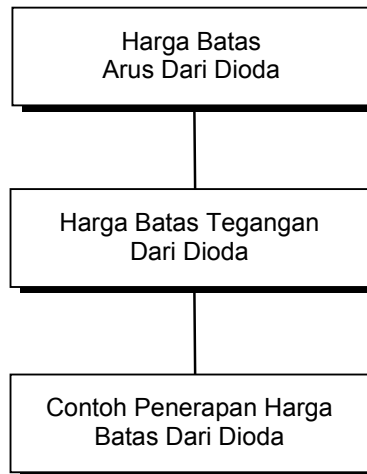 Harga Batas
Arus Dari Dioda
Harga Batas Tegangan
Dari Dioda
Contoh Penerapan Harga
Batas Dari Dioda